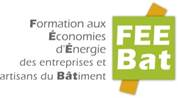 Formation aux
Économies
d'Énergie
des entreprises et
artisans du Bâtiment
FEE
Bat